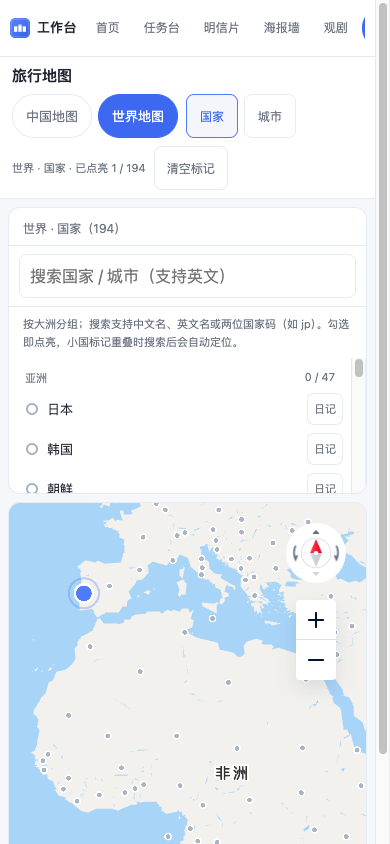 工作台 首页 任务台 明信片 海报墙 观剧
旅行地图
中国地图 世界地图 国家 城市
世界 · 国家 · 已点亮 1 / 194 清空标记
世界 · 国家（194）
搜索国家 / 城市（支持英文）
按大洲分组；搜索支持中文名、英文名或两位国家码（如 jp）。勾选
即点亮，小国标记重叠时搜索后会自动定位。
亚洲 0 / 47
日本 日记
韩国 日记
朝鲜 日记
+
−
非洲